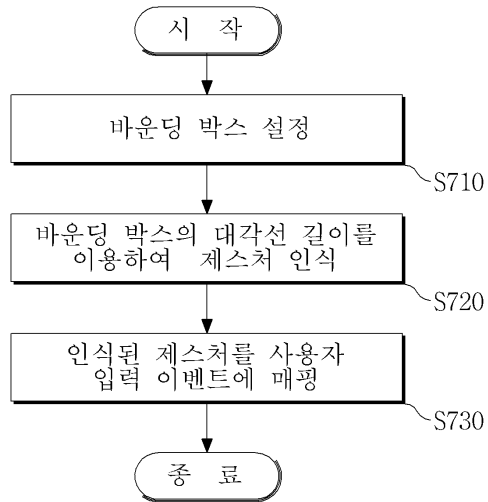 시 작
바운딩 박스 설정
S710
바운딩 박스의 대각선 길이를
이용하여 제스처 인식
S720
인식된 제스처를 사용자
입력 이벤트에 매핑
S730
종 료